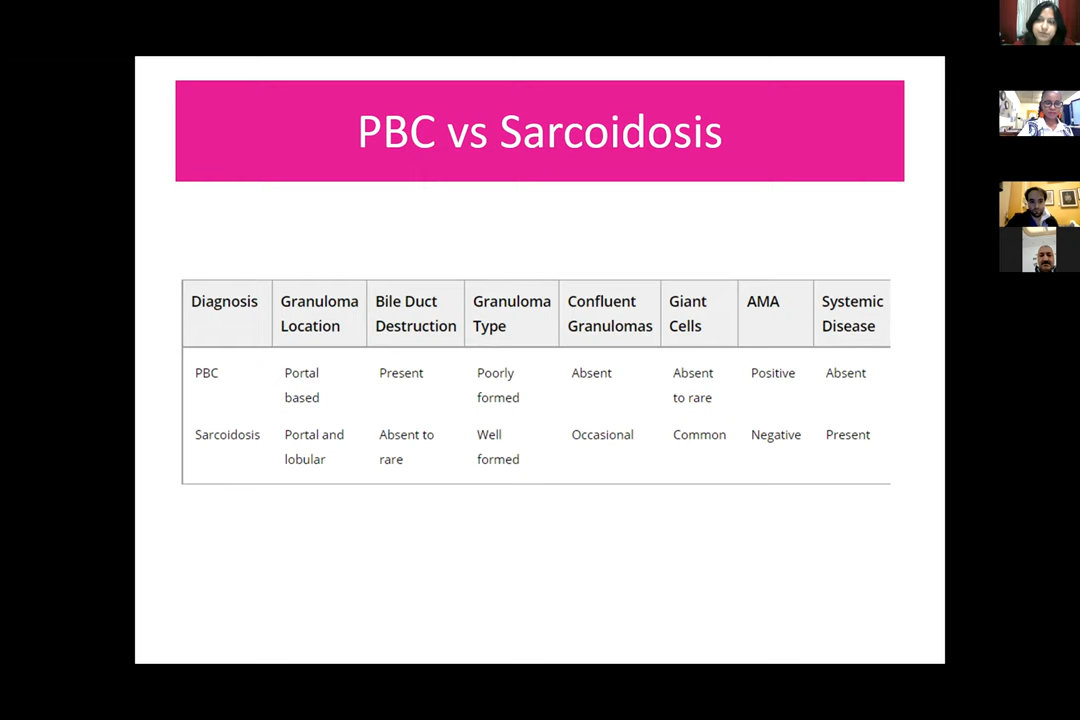 PBC vs Sarcoidosis
Diagnosis Granuloma Bile Duct Granuloma Confluent Giant AMA Systemic
Location Destruction Type Granulomas Cells Disease
PBC Portal Present Poorly Absent Absent Positive Absent
based formed to rare
Sarcoidosis Portal and Absent to Well Occasional Common Negative Present
lobular rare formed